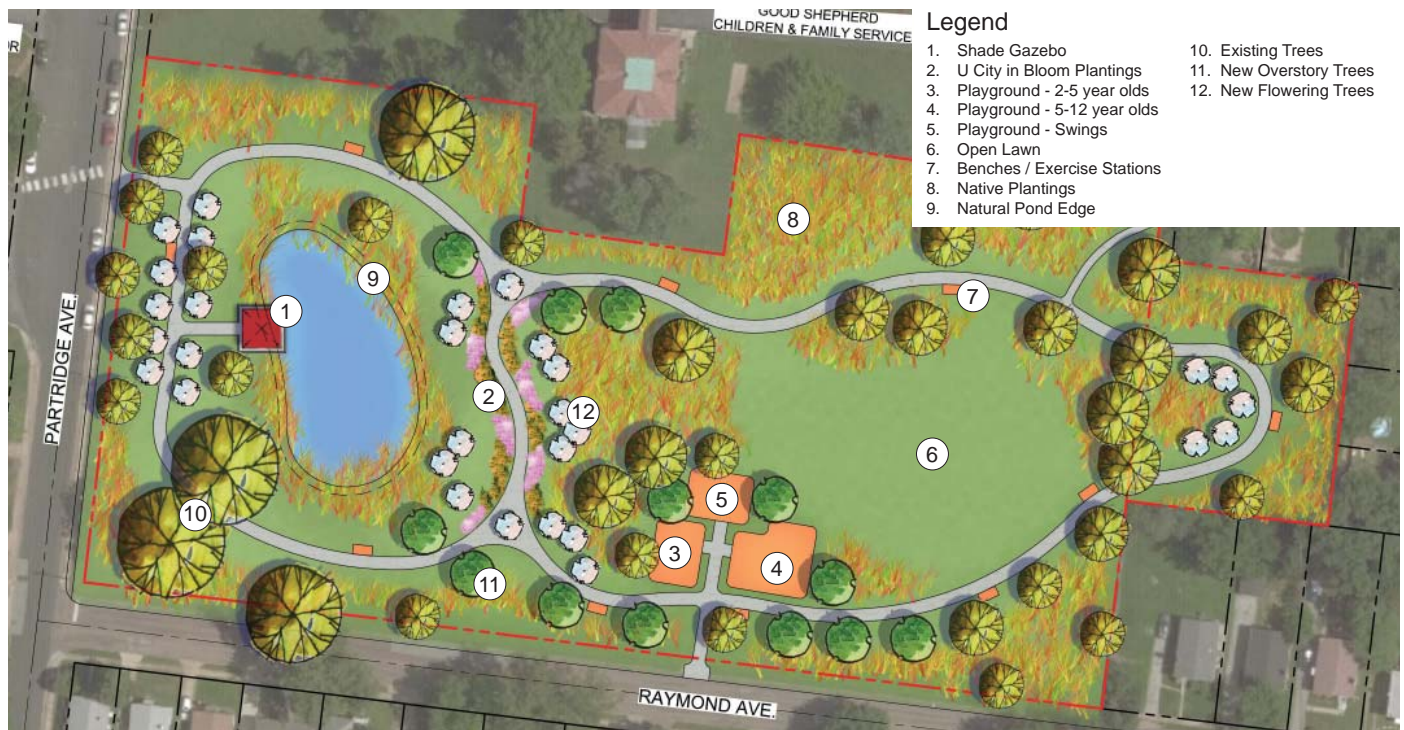 GOOD SHEPHERD
CHILDREN & FAMILY SERVICE
Legend
1. Shade Gazebo
2. U City in Bloom Plantings
3. Playground - 2-5 year olds
4. Playground - 5-12 year olds
5. Playground - Swings
6. Open Lawn
7. Benches / Exercise Stations
8. Native Plantings
9. Natural Pond Edge
10. Existing Trees
11. New Overstory Trees
12. New Flowering Trees
8
9
7
1
2
12
6
5
10
3
4
11
PARTRIDGE AVE.
RAYMOND AVE.